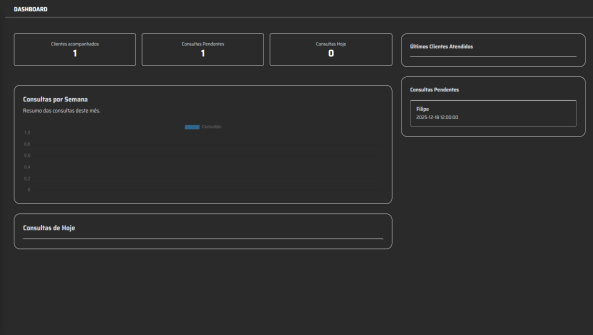 DASHBOARD
Clientes acompanhados
1
Consultas Pendentes
1
Consultas Hoje
0
Últimos Clientes Atendidos
Consultas Pendentes
Filipe
2025-12-18 12:00:00
Consultas por Semana
Resumo das consultas deste mês.
Consultas
1,0
0,8
0,6
0,4
0,2
0
Consultas de Hoje